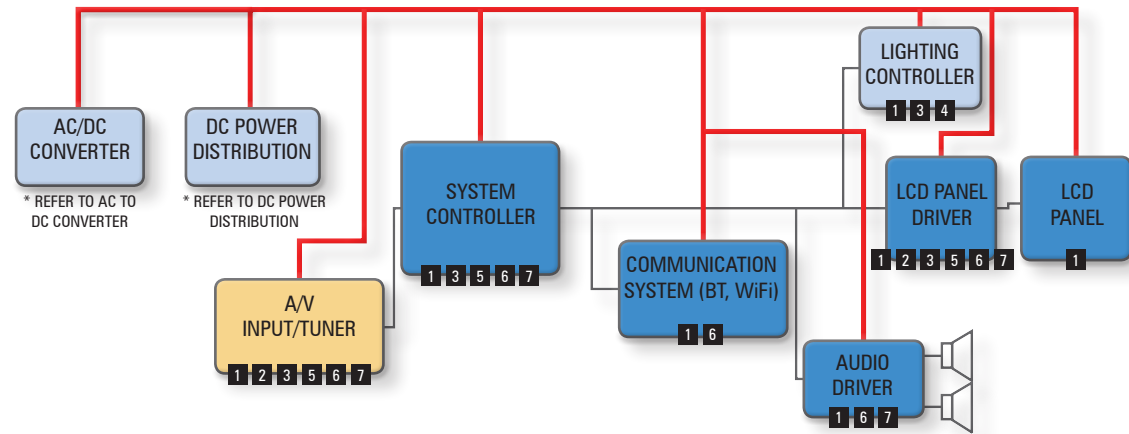 AC/DC
CONVERTER
* REFER TO AC TO
DC CONVERTER
DC POWER
DISTRIBUTION
* REFER TO DC POWER
DISTRIBUTION
A/V
INPUT/TUNER
1 2 3 5 6 7
SYSTEM
CONTROLLER
1 3 5 6 7
COMMUNICATION
SYSTEM (BT, WiFi)
1 6
LIGHTING
CONTROLLER
1 3 4
AUDIO
DRIVER
1 6 7
LCD PANEL
DRIVER
1 2 3 5 6 7
LCD
PANEL
1